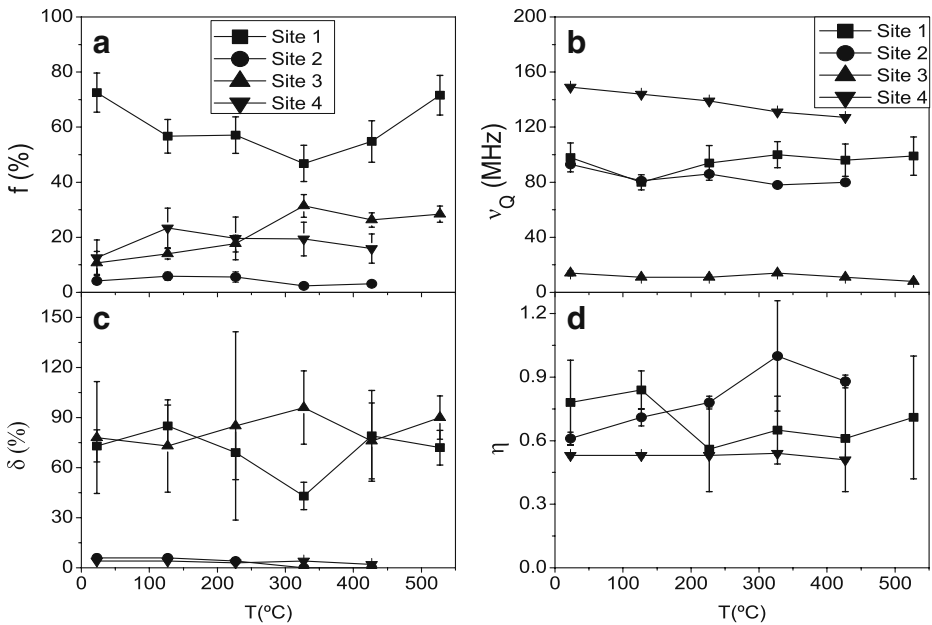 a
Site 1
Site 2
Site 3
Site 4
f (%)
100
80
60
40
20
0
b
Site 1
Site 2
Site 3
Site 4
νQ (MHz)
200
160
120
80
40
0
c
δ (%)
150
120
90
60
30
0
0 100 200 300 400 500
T(ºC)
d
η
1.2
0.9
0.6
0.3
0.0
0 100 200 300 400 500
T(ºC)